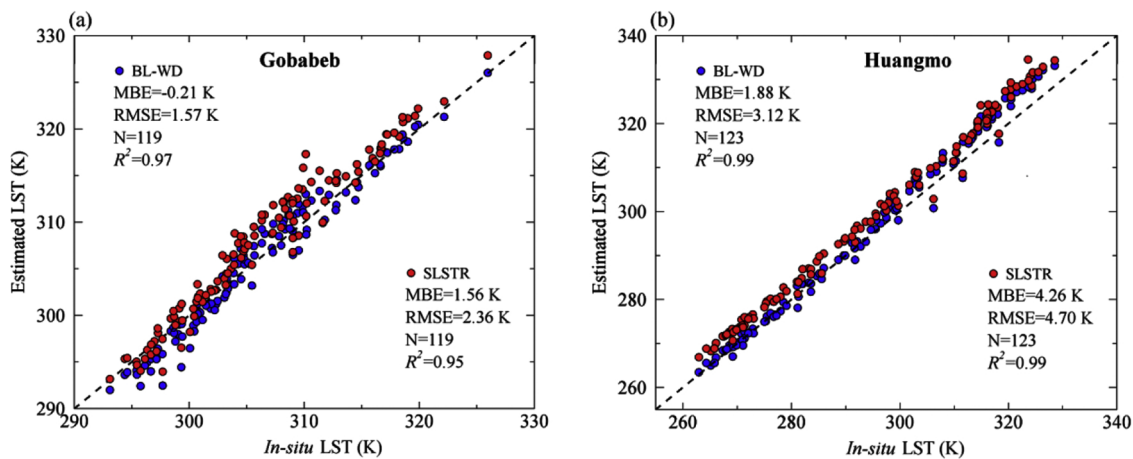 (a)
Gobabeb
BL-WD
MBE=-0.21 K
RMSE=1.57 K
N=119
R²=0.97
SLSTR
MBE=1.56 K
RMSE=2.36 K
N=119
R²=0.95
330
320
310
300
290
290 300 310 320 330
Estimated LST (K)
In-situ LST (K)
(b)
Huangmo
BL-WD
MBE=1.88 K
RMSE=3.12 K
N=123
R²=0.99
SLSTR
MBE=4.26 K
RMSE=4.70 K
N=123
R²=0.99
340
320
300
280
260
260 280 300 320 340
Estimated LST (K)
In-situ LST (K)